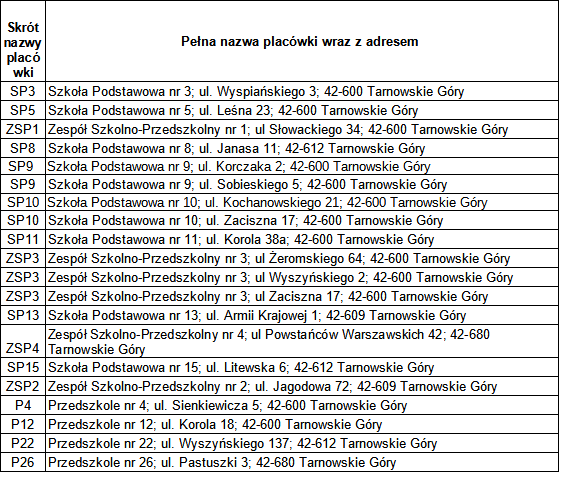 Skrót
nazwy
placó
wki
Pełna nazwa placówki wraz z adresem
SP3 Szkoła Podstawowa nr 3; ul. Wyspiańskiego 3; 42-600 Tarnowskie Góry
SP5 Szkoła Podstawowa nr 5; ul. Leśna 23; 42-600 Tarnowskie Góry
ZSP1 Zespół Szkolno-Przedszkolny nr 1; ul Słowackiego 34; 42-600 Tarnowskie Góry
SP8 Szkoła Podstawowa nr 8; ul. Janasa 11; 42-612 Tarnowskie Góry
SP9 Szkoła Podstawowa nr 9; ul. Korczaka 2; 42-600 Tarnowskie Góry
SP9 Szkoła Podstawowa nr 9; ul. Sobieskiego 5; 42-600 Tarnowskie Góry
SP10 Szkoła Podstawowa nr 10; ul. Kochanowskiego 21; 42-600 Tarnowskie Góry
SP10 Szkoła Podstawowa nr 10; ul. Zaciszna 17; 42-600 Tarnowskie Góry
SP11 Szkoła Podstawowa nr 11; ul. Korola 38a; 42-600 Tarnowskie Góry
ZSP3 Zespół Szkolno-Przedszkolny nr 3; ul Żeromskiego 64; 42-600 Tarnowskie Góry
ZSP3 Zespół Szkolno-Przedszkolny nr 3; ul Wyszyńskiego 2; 42-600 Tarnowskie Góry
ZSP3 Zespół Szkolno-Przedszkolny nr 3; ul Zaciszna 17; 42-600 Tarnowskie Góry
SP13 Szkoła Podstawowa nr 13; ul. Armii Krajowej 1; 42-609 Tarnowskie Góry
Zespół Szkolno-Przedszkolny nr 4; ul Powstańców Warszawskich 42; 42-680
ZSP4 Tarnowskie Góry
SP15 Szkoła Podstawowa nr 15; ul. Litewska 6; 42-612 Tarnowskie Góry
ZSP2 Zespół Szkolno-Przedszkolny nr 2; ul. Jagodowa 72; 42-609 Tarnowskie Góry
P4 Przedszkole nr 4; ul. Sienkiewicza 5; 42-600 Tarnowskie Góry
P12 Przedszkole nr 12; ul. Korola 18; 42-600 Tarnowskie Góry
P22 Przedszkole nr 22; ul. Wyszyńskiego 137; 42-612 Tarnowskie Góry
P26 Przedszkole nr 26; ul. Pastuszki 3; 42-680 Tarnowskie Góry